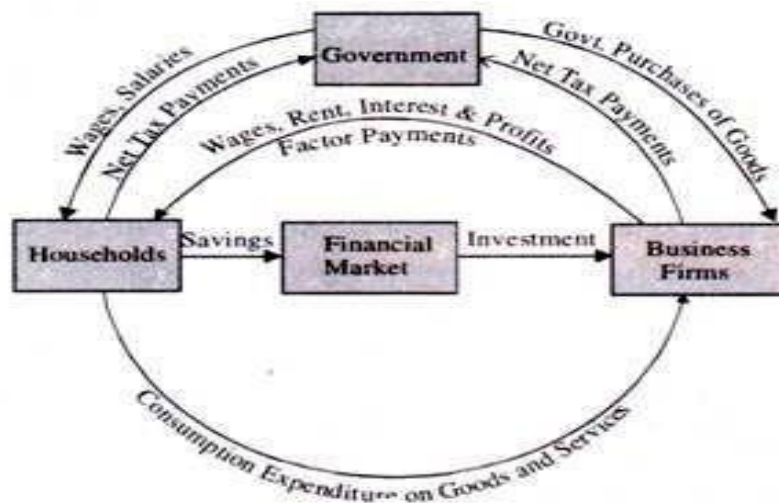 Government
Wages, Salaries
Net Tax Payments
Govt. Purchases of Goods
Net Tax Payments
Wages, Rent, Interest & Profits
Factor Payments
Households
Savings
Financial
Market
Investment
Business
Firms
Consumption Expenditure on Goods and Services